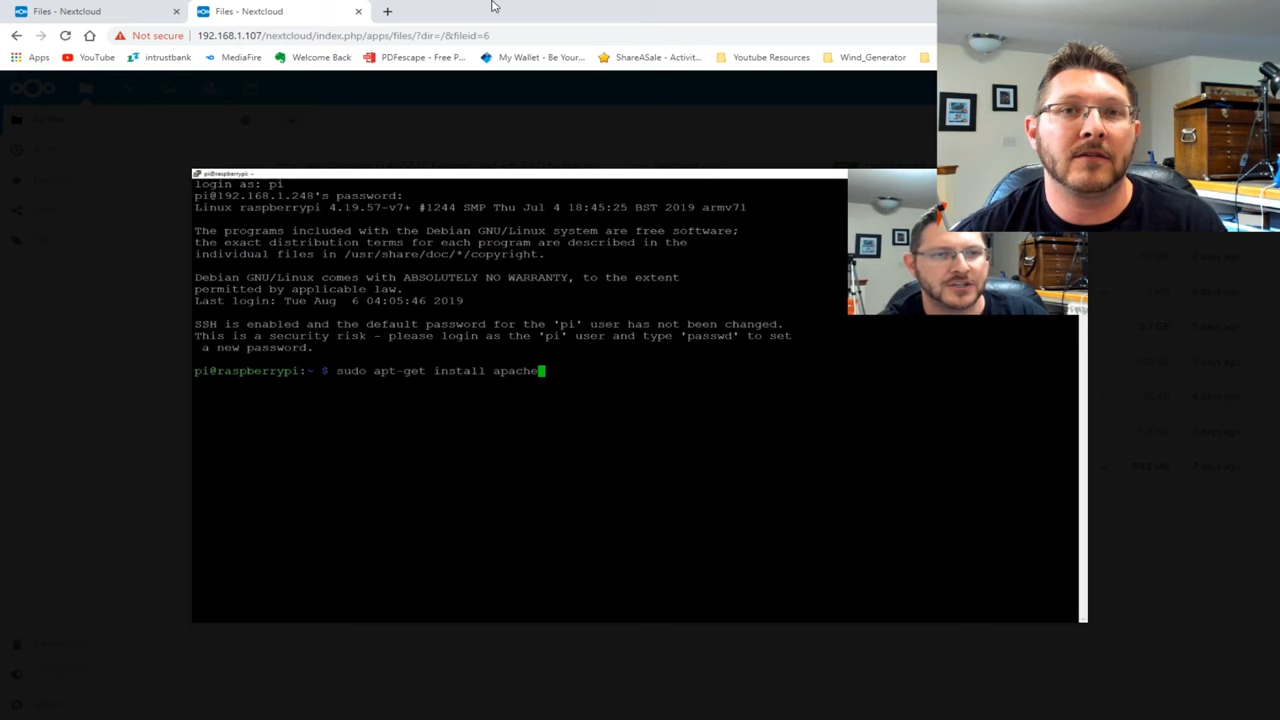 Files - Nextcloud
Files - Nextcloud
Not secure 192.168.1.107/nextcloud/index.php/apps/files/?dir=/&fileid=6
Apps YouTube intrustbank MediaFire Welcome Back PDFescape - Free P... My Wallet - Be Your... ShareASale - Activit... Youtube Resources Wind_Generator
pi@raspberrypi: ~
login as: pi
pi@192.168.1.248's password:
Linux raspberrypi 4.19.57-v7+ #1244 SMP Thu Jul 4 18:45:25 BST 2019 armv7l
The programs included with the Debian GNU/Linux system are free software;
the exact distribution terms for each program are described in the
individual files in /usr/share/doc/*/copyright.
Debian GNU/Linux comes with ABSOLUTELY NO WARRANTY, to the extent
permitted by applicable law.
Last login: Tue Aug 6 04:05:46 2019
SSH is enabled and the default password for the 'pi' user has not been changed.
This is a security risk - please login as the 'pi' user and type 'passwd' to set
a new password.
pi@raspberrypi:~ $ sudo apt-get install apache